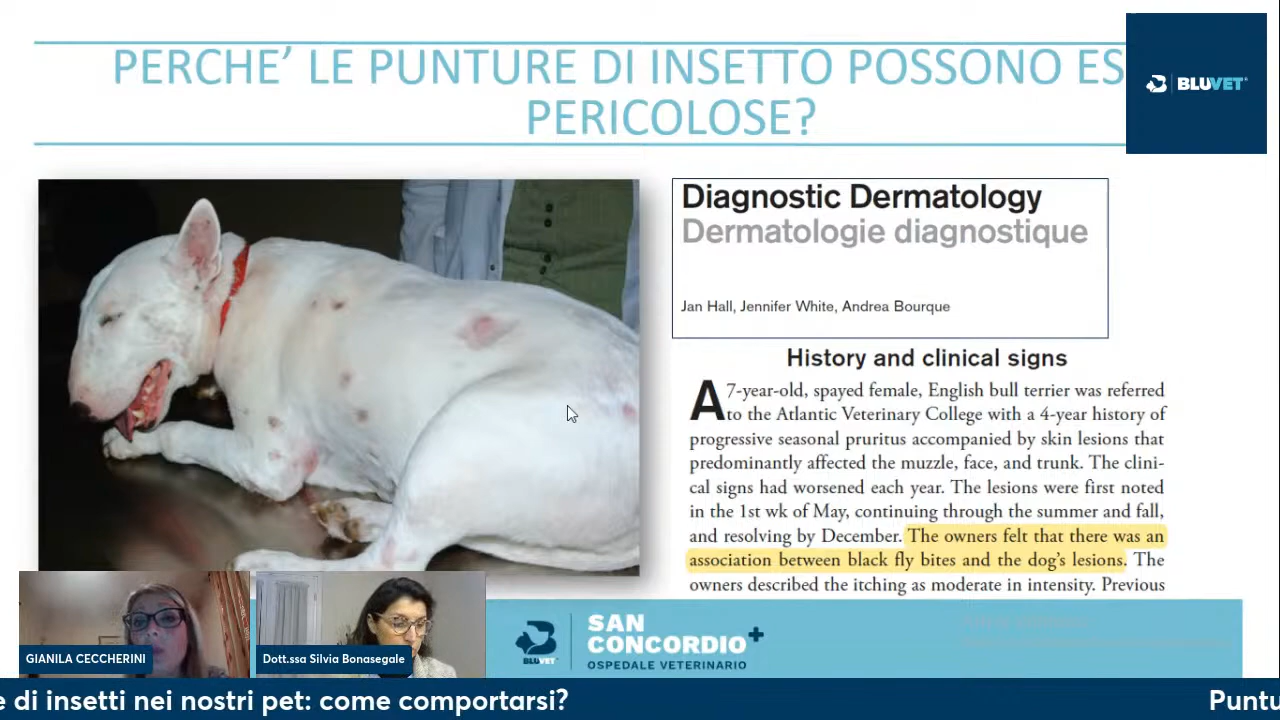 PERCHE’ LE PUNTURE DI INSETTO POSSONO ES
PERICOLOSE?
BLUVET
Diagnostic Dermatology
Dermatologie diagnostique
Jan Hall, Jennifer White, Andrea Bourque
History and clinical signs
A 7-year-old, spayed female, English bull terrier was referred
to the Atlantic Veterinary College with a 4-year history of
progressive seasonal pruritus accompanied by skin lesions that
predominantly affected the muzzle, face, and trunk. The clini-
cal signs had worsened each year. The lesions were first noted
in the 1st wk of May, continuing through the summer and fall,
and resolving by December. The owners felt that there was an
association between black fly bites and the dog’s lesions. The
owners described the itching as moderate in intensity. Previous
GIANILA CECCHERINI
Dott.ssa Silvia Bonasegale
BLUVET
SAN
CONCORDIO+
OSPEDALE VETERINARIO
e di insetti nei nostri pet: come comportarsi?
Puntu